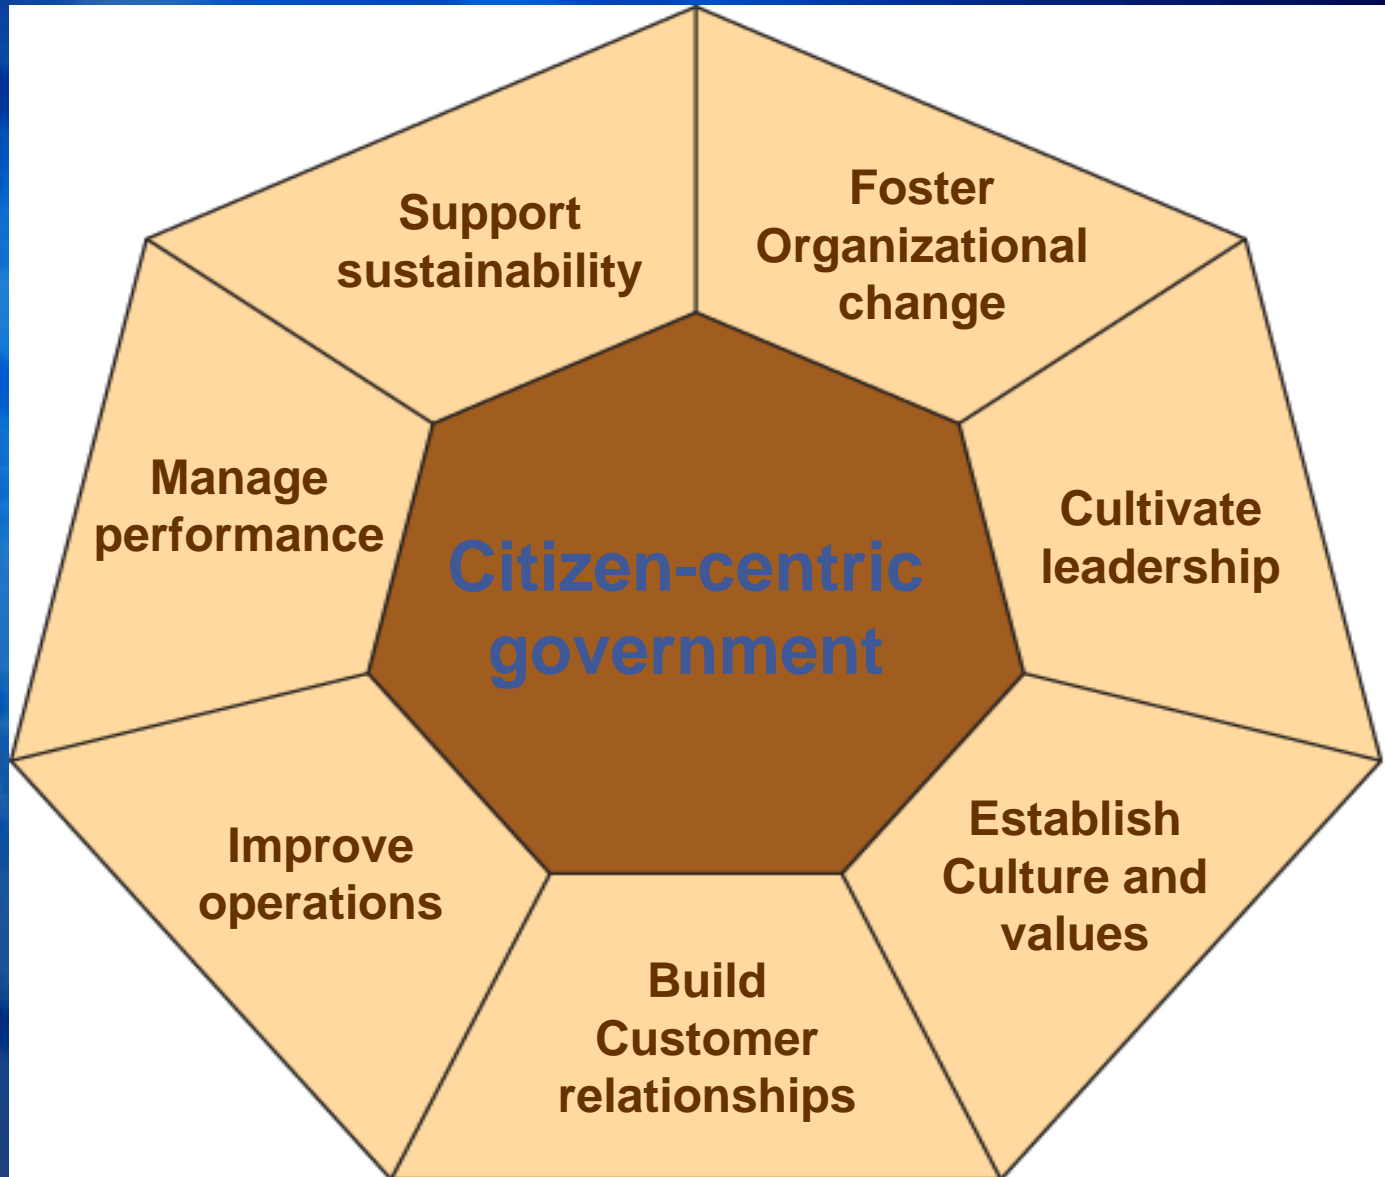 Support
sustainability
Foster
Organizational
change
Manage
performance
Cultivate
leadership
Citizen-centric
government
Improve
operations
Establish
Culture and
values
Build
Customer
relationships